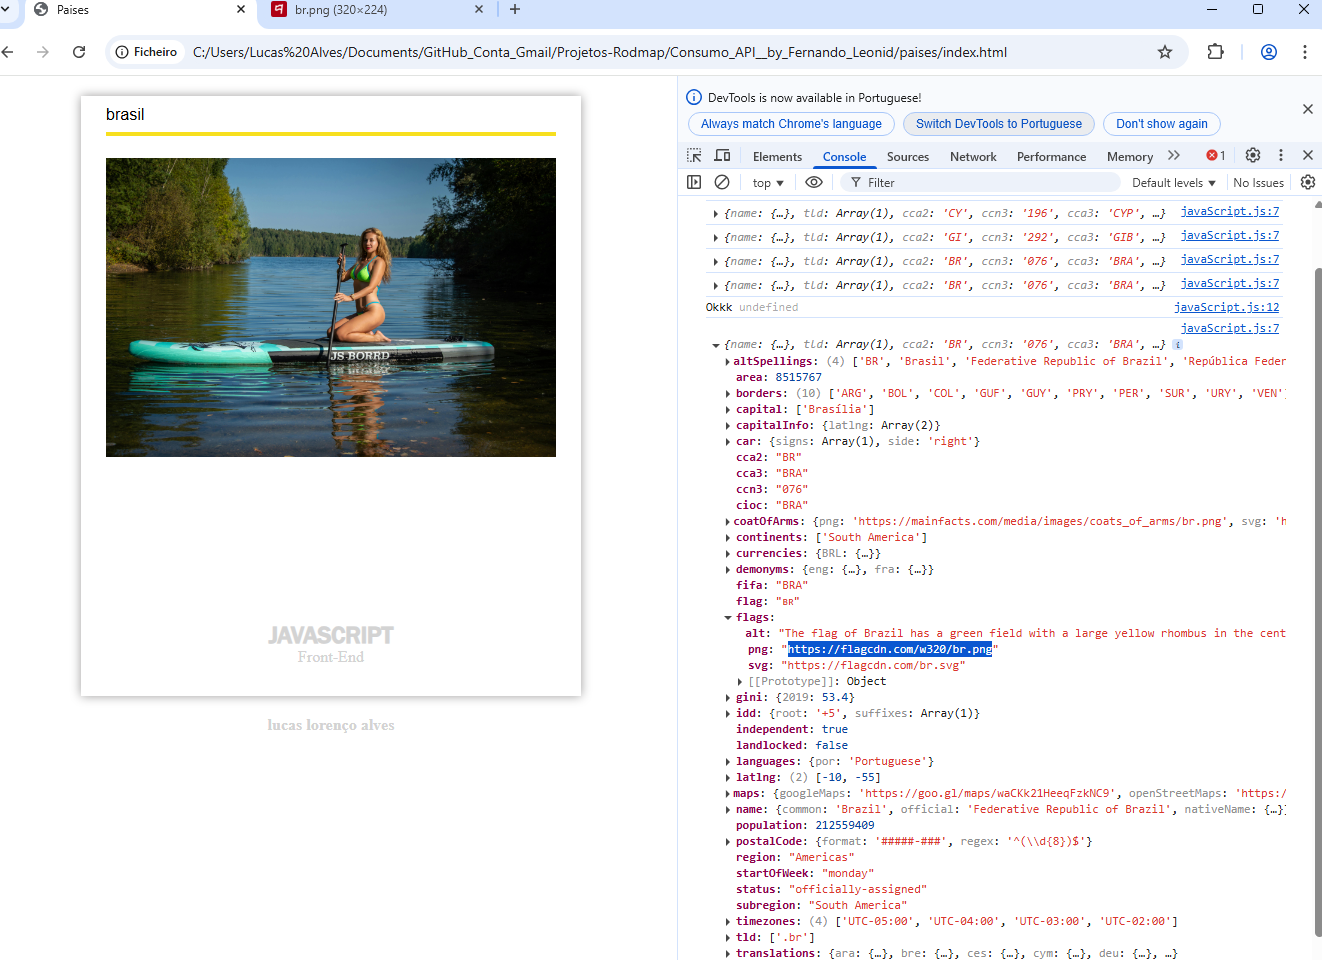 Paises
br.png (320×224)
Ficheiro
C:/Users/Lucas%20Alves/Documents/GitHub_Conta_Gmail/Projetos-Rodmap/Consumo_API__by_Fernando_Leonid/paises/index.html
brasil
JS BORRD
JAVASCRIPT
Front-End
lucas lorenço alves
DevTools is now available in Portuguese!
Always match Chrome's language
Switch DevTools to Portuguese
Don't show again
Elements Console Sources Network Performance Memory 1
top Filter Default levels No Issues
{name: {…}, tld: Array(1), cca2: 'CY', ccn3: '196', cca3: 'CYP', …} javaScript.js:7
{name: {…}, tld: Array(1), cca2: 'GI', ccn3: '292', cca3: 'GIB', …} javaScript.js:7
{name: {…}, tld: Array(1), cca2: 'BR', ccn3: '076', cca3: 'BRA', …} javaScript.js:7
{name: {…}, tld: Array(1), cca2: 'BR', ccn3: '076', cca3: 'BRA', …} javaScript.js:7
Okkk undefined javaScript.js:12
javaScript.js:7
{name: {…}, tld: Array(1), cca2: 'BR', ccn3: '076', cca3: 'BRA', …} i
altSpellings: (4) ['BR', 'Brasil', 'Federative Republic of Brazil', 'República Feder
area: 8515767
borders: (10) ['ARG', 'BOL', 'COL', 'GUF', 'GUY', 'PRY', 'PER', 'SUR', 'URY', 'VEN']
capital: ['Brasília']
capitalInfo: {latlng: Array(2)}
car: {signs: Array(1), side: 'right'}
cca2: "BR"
cca3: "BRA"
ccn3: "076"
cioc: "BRA"
coatOfArms: {png: 'https://mainfacts.com/media/images/coats_of_arms/br.png', svg: 'h
continents: ['South America']
currencies: {BRL: {…}}
demonyms: {eng: {…}, fra: {…}}
fifa: "BRA"
flag: "🇧🇷"
flags:
alt: "The flag of Brazil has a green field with a large yellow rhombus in the cent
png: "https://flagcdn.com/w320/br.png"
svg: "https://flagcdn.com/br.svg"
[[Prototype]]: Object
gini: {2019: 53.4}
idd: {root: '+5', suffixes: Array(1)}
independent: true
landlocked: false
languages: {por: 'Portuguese'}
latlng: (2) [-10, -55]
maps: {googleMaps: 'https://goo.gl/maps/waCKk21HeeqFzkNC9', openStreetMaps: 'https:/
name: {common: 'Brazil', official: 'Federative Republic of Brazil', nativeName: {…}}
population: 212559409
postalCode: {format: '#####-###', regex: '^(\\d{8})$'}
region: "Americas"
startOfWeek: "monday"
status: "officially-assigned"
subregion: "South America"
timezones: (4) ['UTC-05:00', 'UTC-04:00', 'UTC-03:00', 'UTC-02:00']
tld: ['.br']
translations: {ara: {…}, bre: {…}, ces: {…}, cym: {…}, deu: {…}, …}